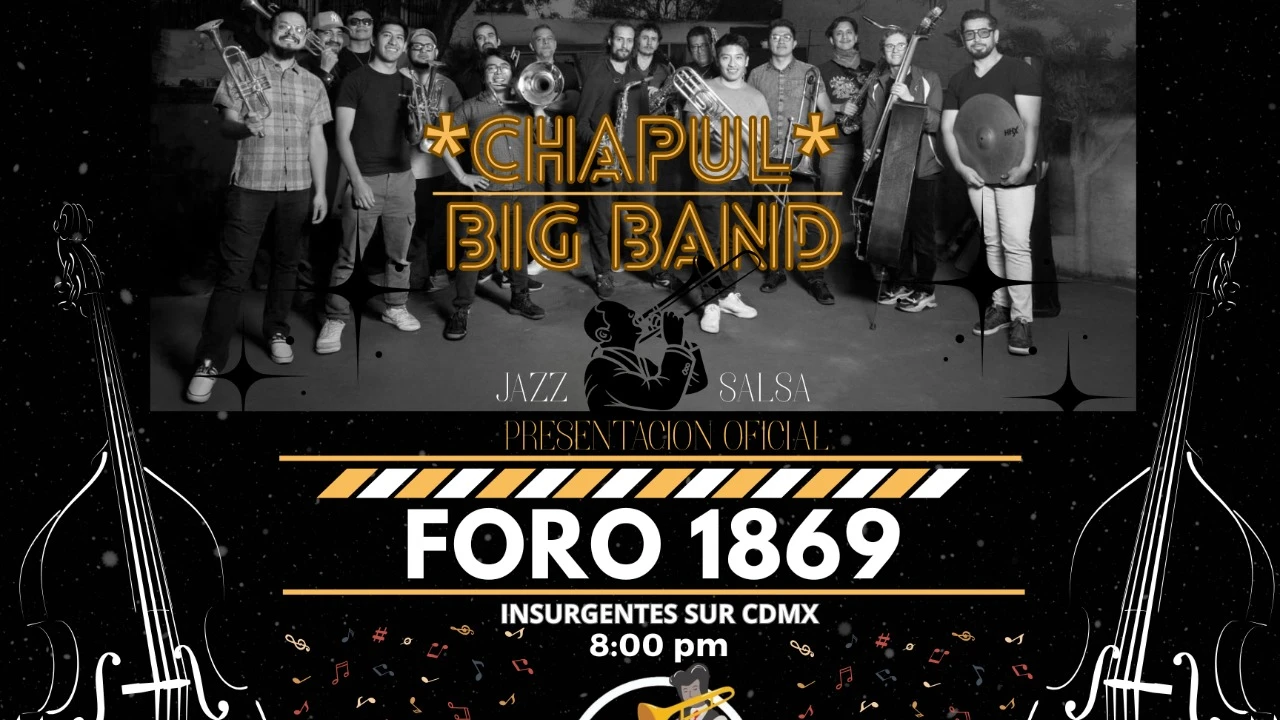 *CHAPUL*
BIG BAND
JAZZ SALSA
PRESENTACION OFICIAL
FORO 1869
INSURGENTES SUR CDMX
8:00 pm